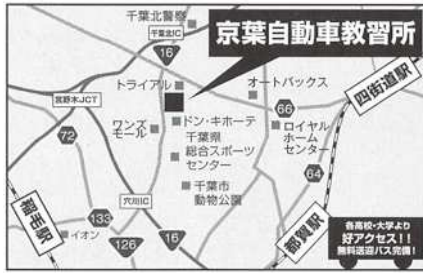 千葉北警察
千葉北IC
16
京葉自動車教習所
トライアル
オートバックス
四街道駅
宮野木JCT
66
ワンズ
モール
ドン・キホーテ
ロイヤル
ホーム
センター
72
千葉県
総合スポーツ
センター
64
千葉市
動物公園
穴川IC
稲毛駅
133
都賀駅
各高校・大学より
好アクセス!!
無料送迎バス完備!
イオン
126
16